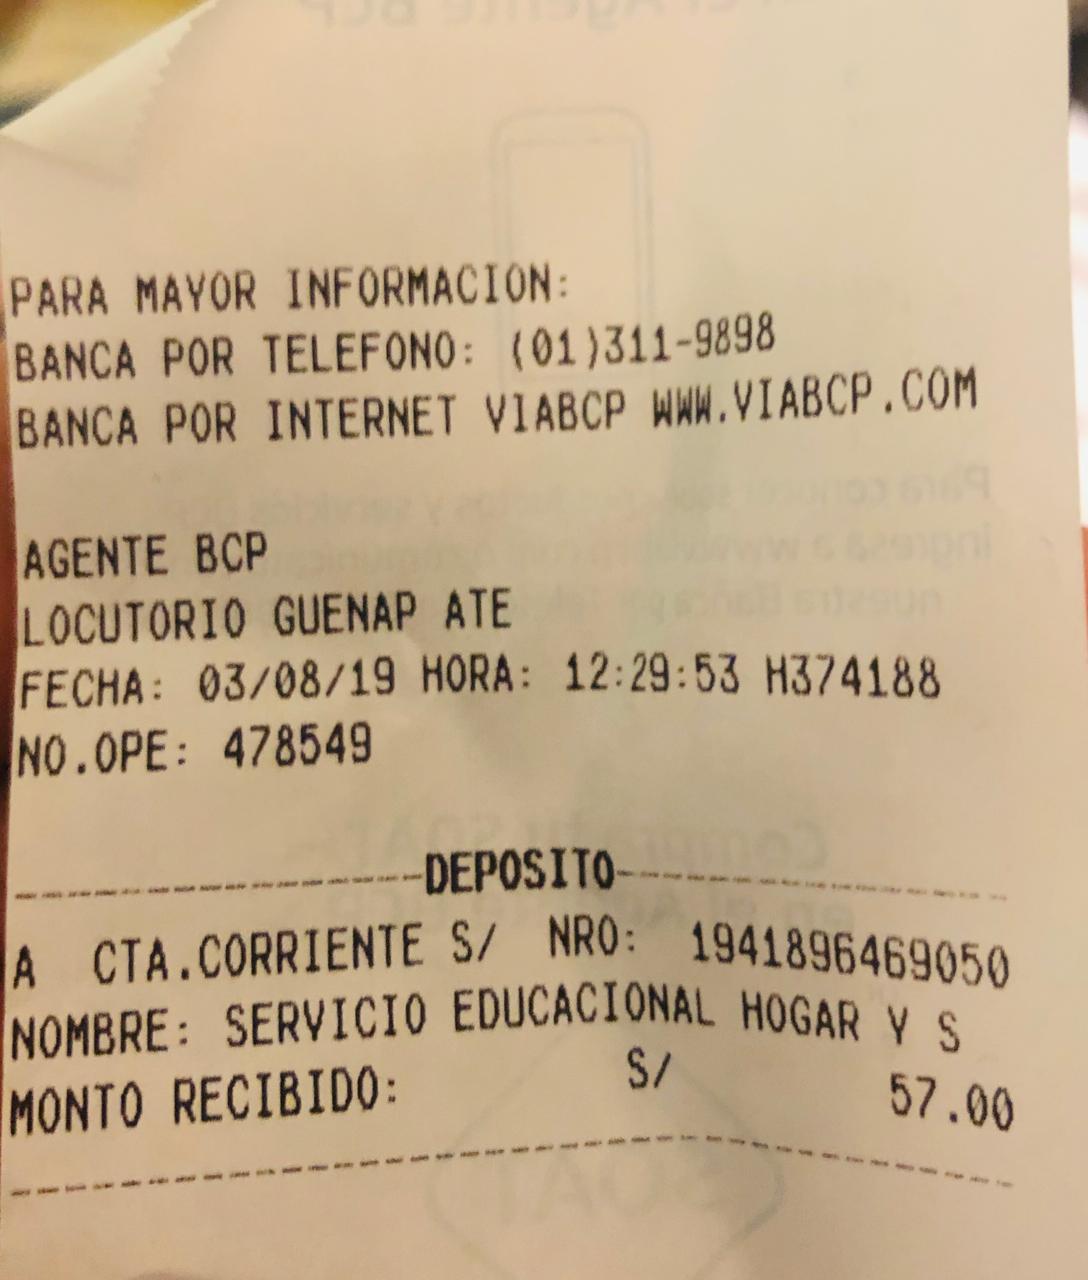 PARA MAYOR INFORMACION:
BANCA POR TELEFONO: (01)311-9898
BANCA POR INTERNET VIABCP WWW.VIABCP.COM
AGENTE BCP
LOCUTORIO GUENAP ATE
FECHA: 03/08/19 HORA: 12:29:53 H374188
NO.OPE: 478549
DEPOSITO
A CTA.CORRIENTE S/ NRO: 1941896469050
NOMBRE: SERVICIO EDUCACIONAL HOGAR Y S
MONTO RECIBIDO: S/ 57.00